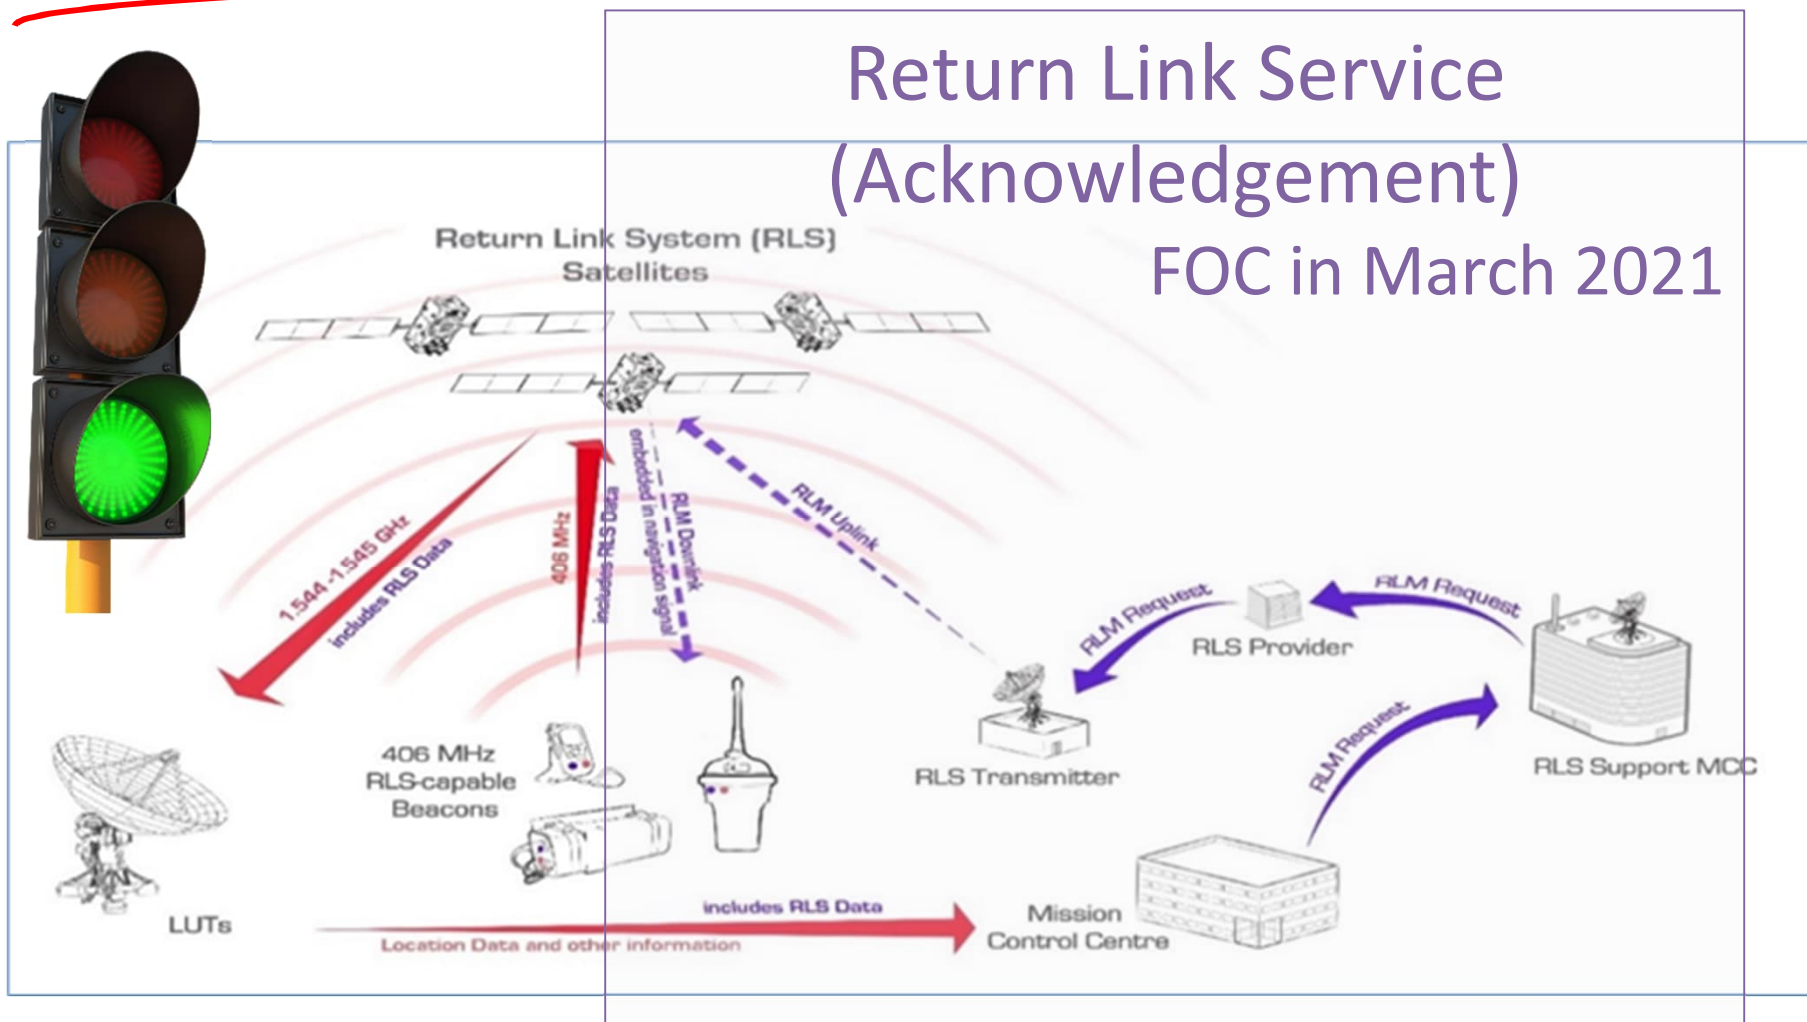 Return Link Service
(Acknowledgement)
FOC in March 2021
Return Link System (RLS)
Satellites
1.544 -1.545 GHz
includes RLS Data
406 MHz
includes RLS Data
RLM Downlink
embedded in navigation signal
RLM Uplink
RLM Request
RLS Provider
RLM Request
RLS Transmitter
RLM Request
RLS Support MCC
406 MHz
RLS-capable
Beacons
LUTs
includes RLS Data
Location Data and other information
Mission
Control Centre